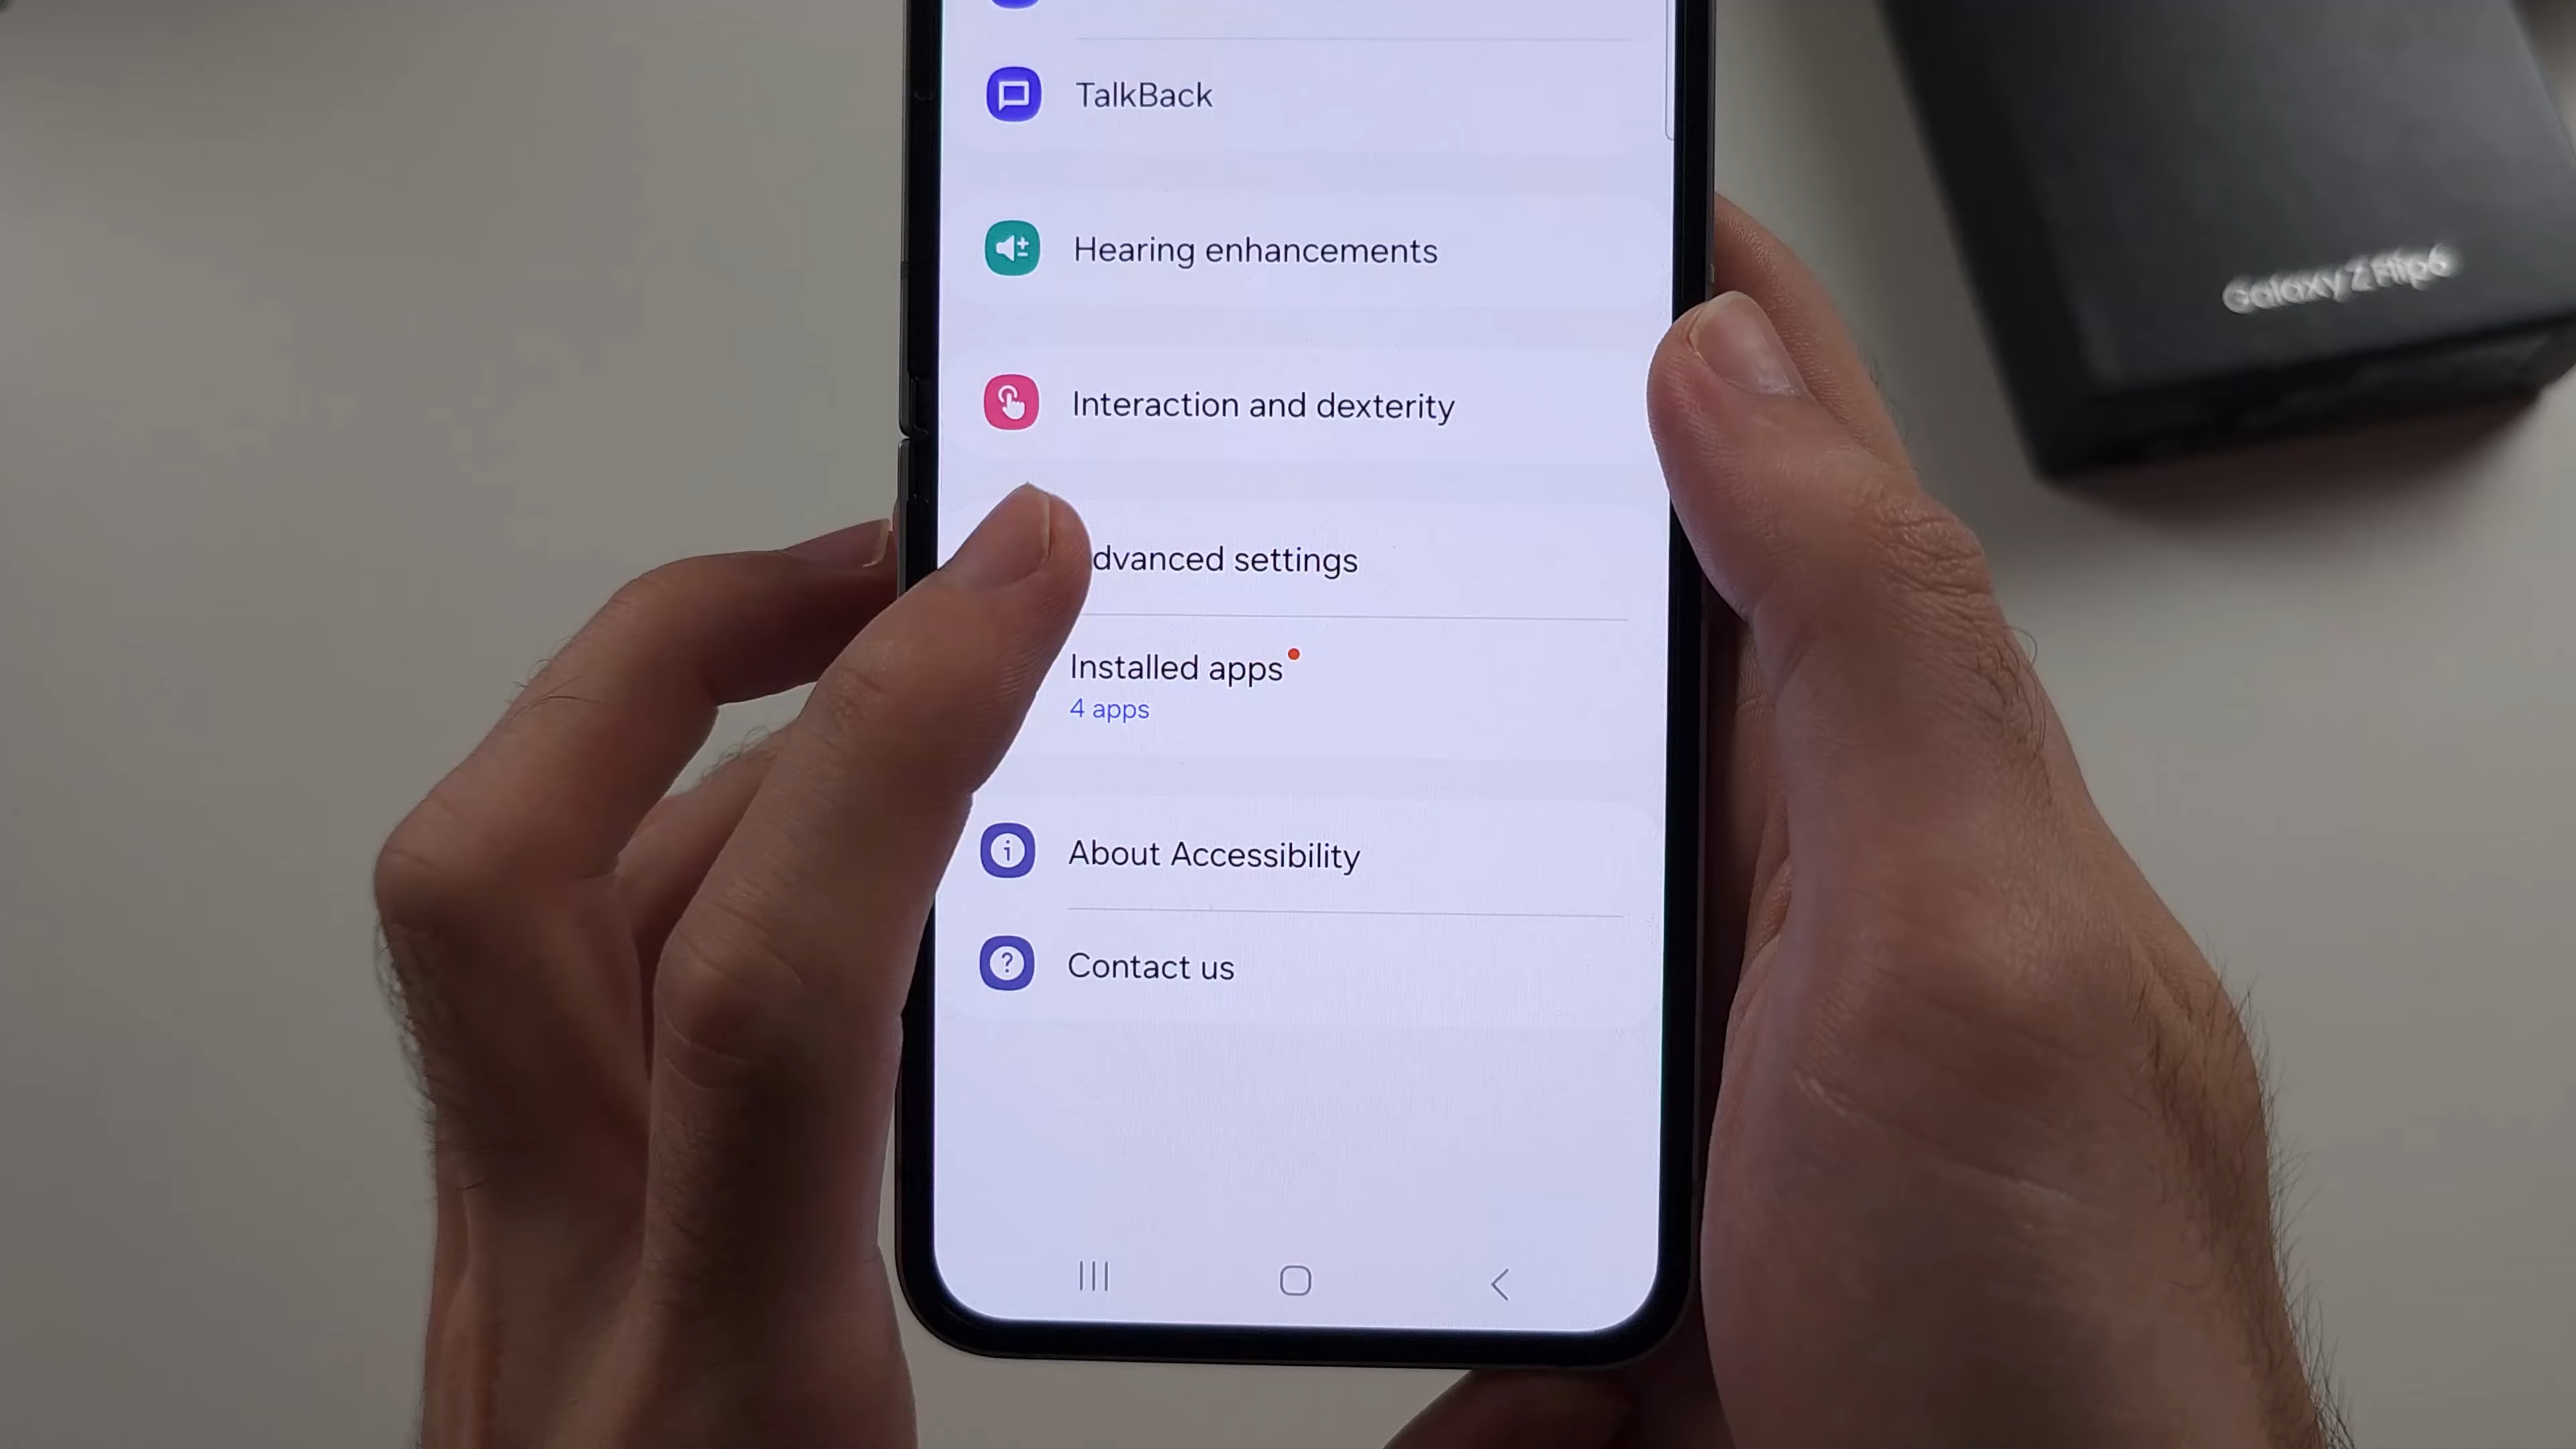 TalkBack
Hearing enhancements
Interaction and dexterity
dvanced settings
Installed apps
4 apps
About Accessibility
Contact us
Galaxy Z Flip6